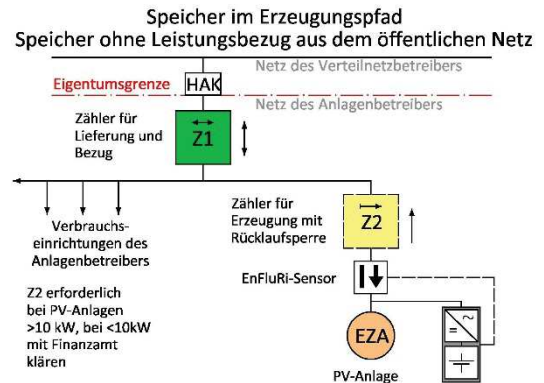 Speicher im Erzeugungspfad
Speicher ohne Leistungsbezug aus dem öffentlichen Netz
Netz des Verteilnetzbetreibers
Eigentumsgrenze
HAK
Netz des Anlagenbetreibers
Zähler für
Lieferung und
Bezug
Z1
Zähler für
Erzeugung mit
Rücklaufsperre
Z2
Verbrauchs-
einrichtungen des
Anlagenbetreibers
EnFluRi-Sensor
Z2 erforderlich
bei PV-Anlagen
>10 kW, bei <10kW
mit Finanzamt
klären
EZA
PV-Anlage